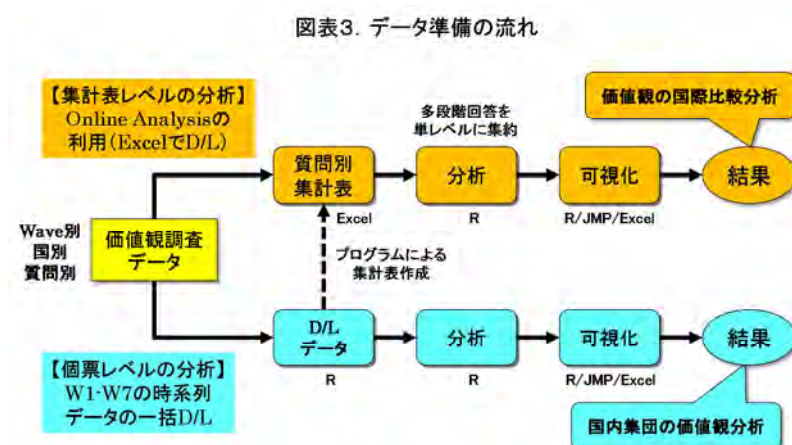 図表3. データ準備の流れ
【集計表レベルの分析】
Online Analysisの
利用(ExcelでD/L)
多段階回答を
単レベルに集約
価値観の国際比較分析
質問別
集計表
分析
可視化
結果
Excel
R
R/JMP/Excel
Wave別
国別
質問別
価値観調査
データ
プログラムによる
集計表作成
D/L
データ
分析
可視化
結果
R
R
R/JMP/Excel
【個票レベルの分析】
W1-W7の時系列
データの一括D/L
国内集団の価値観分析